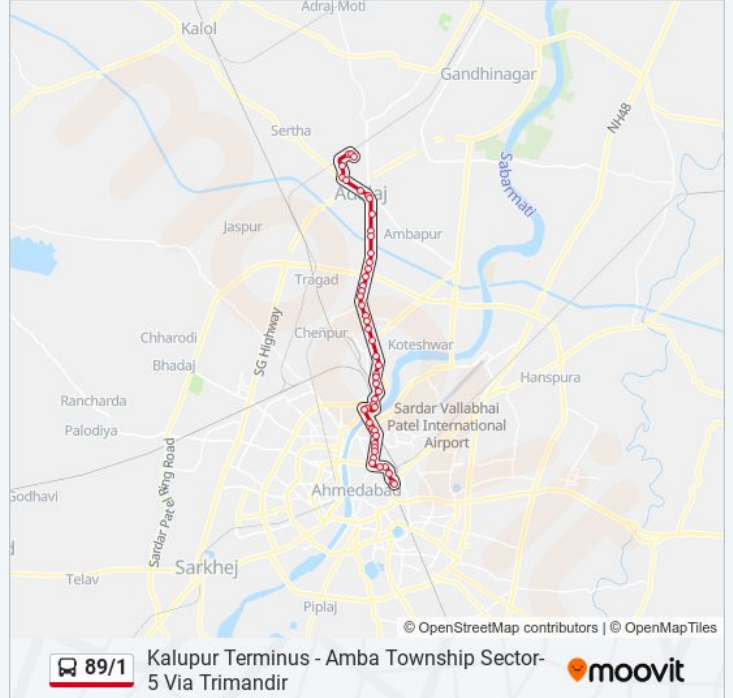 Adraj-Moti
Kalol
Gandhinagar
NH48
Sertha
Sabarmati
Adalaj
Jaspur
Ambapur
Tragad
SG Highway
Chenpur
Koteshwar
Chharodi
Bhadaj
Hanspura
Rancharda
Sardar Vallabhai
Patel International
Airport
Palodiya
Sardar Patel Ring Road
Ahmedabad
Godhavi
Sarkhej
Telav
Piplaj
© OpenStreetMap contributors | © OpenMapTiles
89/1
Kalupur Terminus - Amba Township Sector-
5 Via Trimandir
moovit